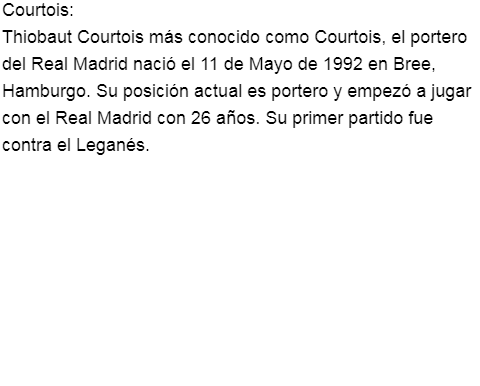 Courtois:
Thiobaut Courtois más conocido como Courtois, el portero
del Real Madrid nació el 11 de Mayo de 1992 en Bree,
Hamburgo. Su posición actual es portero y empezó a jugar
con el Real Madrid con 26 años. Su primer partido fue
contra el Leganés.